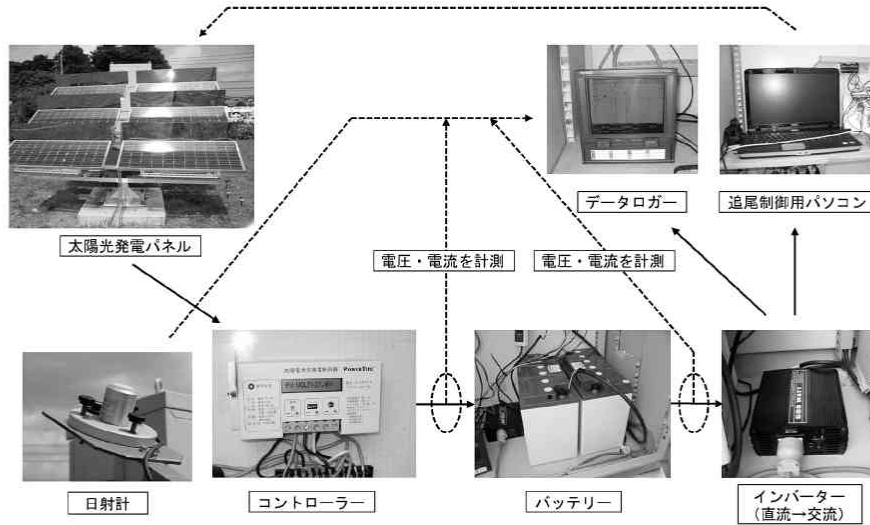 データロガー
追尾制御用パソコン
太陽光発電パネル
電圧・電流を計測
電圧・電流を計測
日射計
コントローラー
バッテリー
インバーター
(直流→交流)